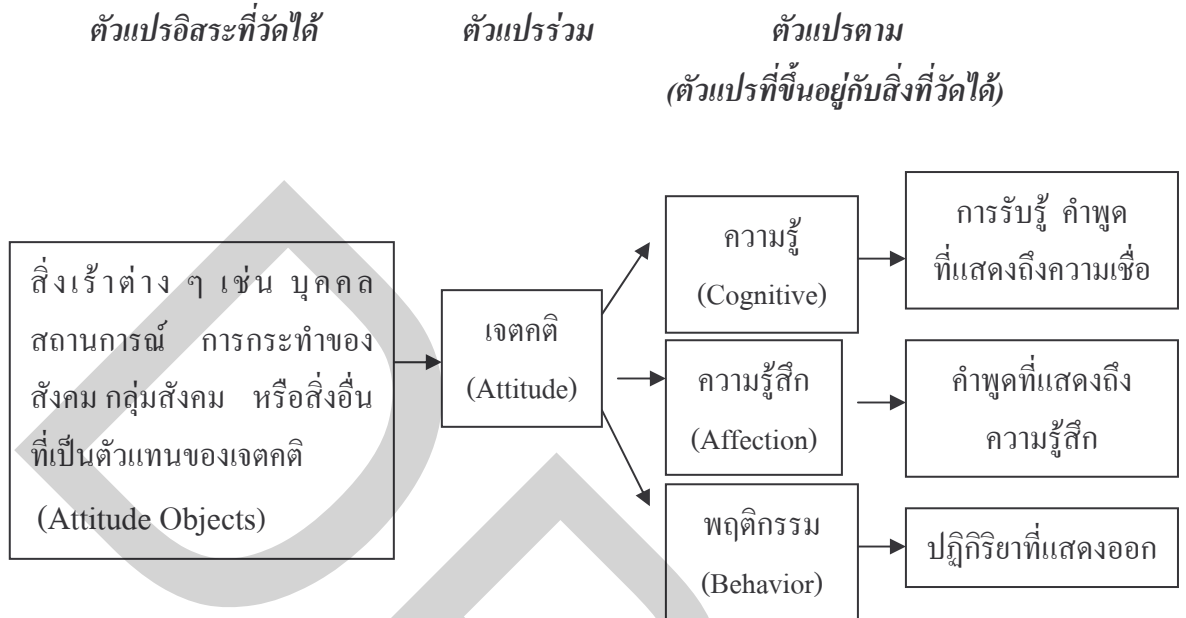 ตัวแปรอิสระที่วัดได้ ตัวแปรร่วม ตัวแปรตาม
(ตัวแปรที่ขึ้นอยู่กับสิ่งที่วัดได้)
สิ่งเร้าต่าง ๆ เช่น บุคคล
สถานการณ์ การกระทำของ
สังคม กลุ่มสังคม หรือสิ่งอื่น
ที่เป็นตัวแทนของเจตคติ
(Attitude Objects)
เจตคติ
(Attitude)
ความรู้
(Cognitive)
การรับรู้ คำพูด
ที่แสดงถึงความเชื่อ
ความรู้สึก
(Affection)
คำพูดที่แสดงถึง
ความรู้สึก
พฤติกรรม
(Behavior)
ปฏิกิริยาที่แสดงออก